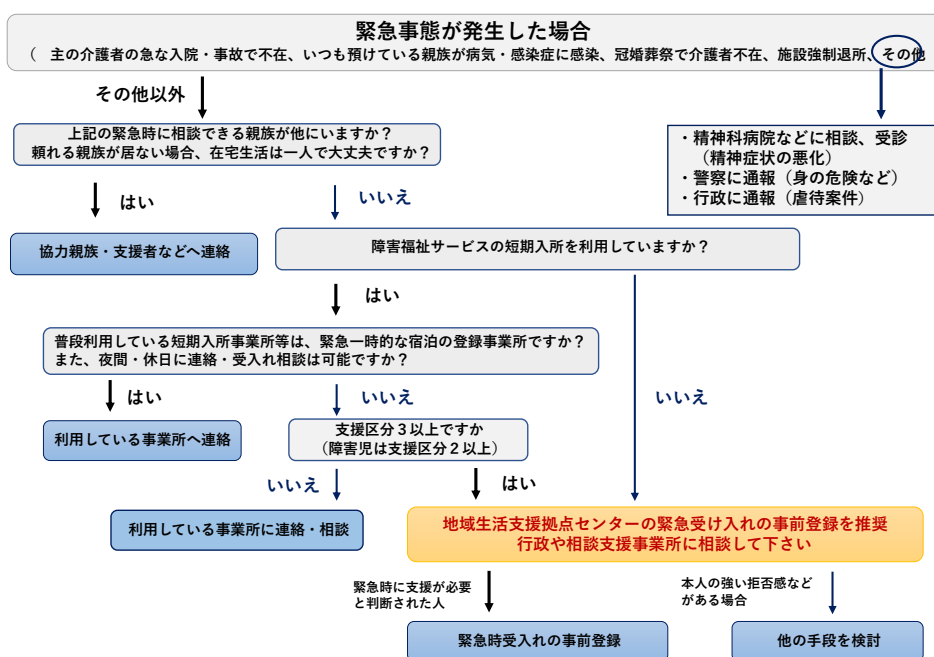 緊急事態が発生した場合
（　主の介護者の急な入院・事故で不在、いつも預けている親族が病気・感染症に感染、冠婚葬祭で介護者不在、施設強制退所、その他
その他以外
上記の緊急時に相談できる親族が他にいますか？
頼れる親族が居ない場合、在宅生活は一人で大丈夫ですか？
・精神科病院などに相談、受診
（精神症状の悪化）
・警察に通報（身の危険など）
・行政に通報（虐待案件）
はい
いいえ
協力親族・支援者などへ連絡
障害福祉サービスの短期入所を利用していますか？
はい
普段利用している短期入所事業所等は、緊急一時的な宿泊の登録事業所ですか？
また、夜間・休日に連絡・受入れ相談は可能ですか？
はい
いいえ
いいえ
利用している事業所へ連絡
支援区分３以上ですか
（障害児は支援区分２以上）
いいえ
はい
利用している事業所に連絡・相談
地域生活支援拠点センターの緊急受け入れの事前登録を推奨
行政や相談支援事業所に相談して下さい
緊急時に支援が必要
と判断された人
本人の強い拒否感など
がある場合
緊急時受入れの事前登録
他の手段を検討